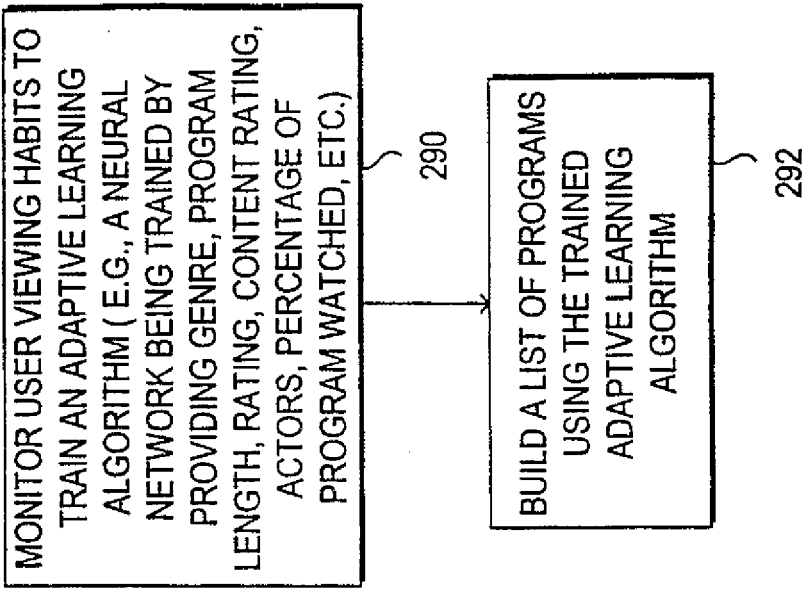 MONITOR USER VIEWING HABITS TO
TRAIN AN ADAPTIVE LEARNING
ALGORITHM ( E.G., A NEURAL
NETWORK BEING TRAINED BY
PROVIDING GENRE, PROGRAM
LENGTH, RATING, CONTENT RATING,
ACTORS, PERCENTAGE OF
PROGRAM WATCHED, ETC.)
290
BUILD A LIST OF PROGRAMS
USING THE TRAINED
ADAPTIVE LEARNING
ALGORITHM
292